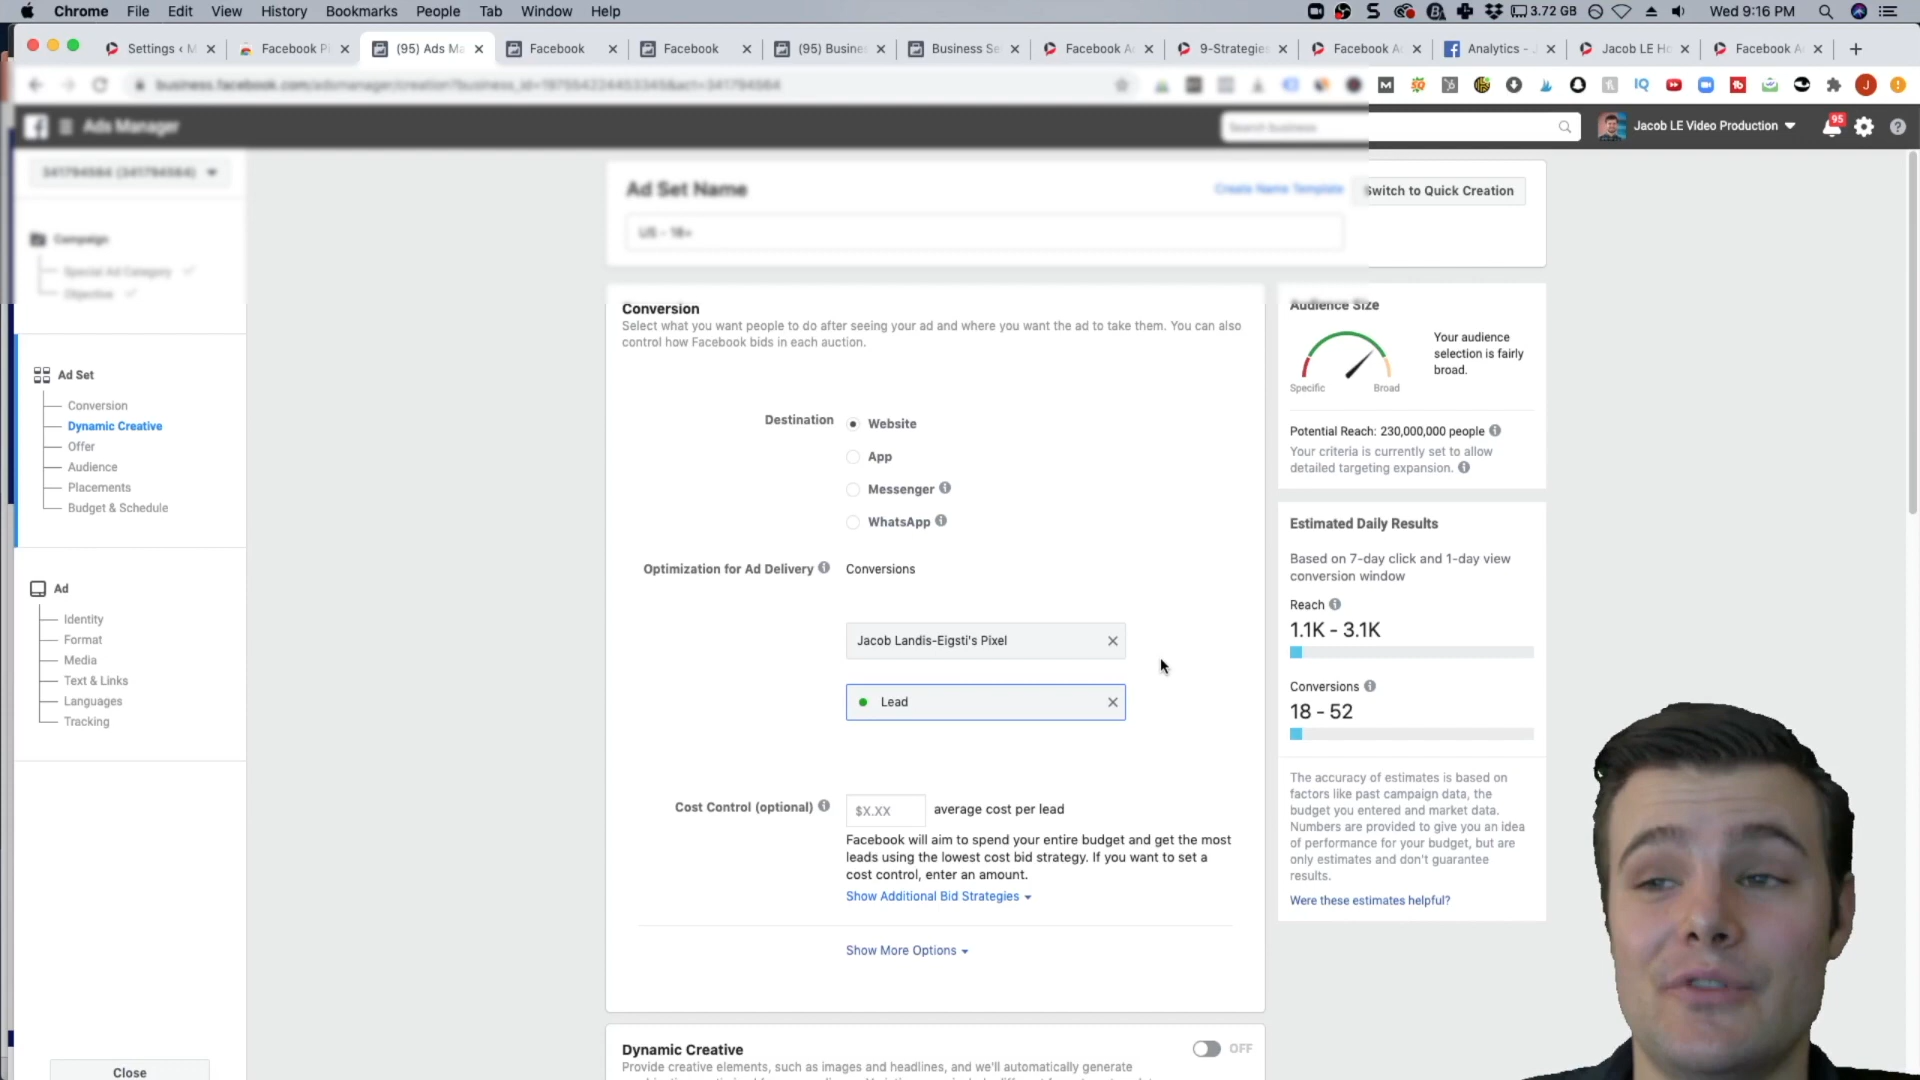 Chrome File Edit View History Bookmarks People Tab Window Help 3.72 GB Wed 9:16 PM
Settings ‹ M Facebook Pi (95) Ads Ma Facebook Facebook (95) Busine Business Se Facebook A 9-Strategies Facebook A Analytics - Jacob LE Ho Facebook A
business.facebook.com/adsmanager/creation?business_id=
Ads Manager Search business Jacob LE Video Production 95
341794564 (341794564)
Ad Set Name Create Name Template Switch to Quick Creation
US - 18+
Campaign
Special Ad Category
Objective
Ad Set
Conversion
Dynamic Creative
Offer
Audience
Placements
Budget & Schedule
Ad
Identity
Format
Media
Text & Links
Languages
Tracking
Close
Conversion
Select what you want people to do after seeing your ad and where you want the ad to take them. You can also
control how Facebook bids in each auction.
Destination Website
App
Messenger
WhatsApp
Optimization for Ad Delivery Conversions
Jacob Landis-Eigsti's Pixel
Lead
Cost Control (optional) $X.XX average cost per lead
Facebook will aim to spend your entire budget and get the most
leads using the lowest cost bid strategy. If you want to set a
cost control, enter an amount.
Show Additional Bid Strategies
Show More Options
Dynamic Creative OFF
Provide creative elements, such as images and headlines, and we'll automatically generate
Audience Size
Your audience
selection is fairly
broad.
Specific Broad
Potential Reach: 230,000,000 people
Your criteria is currently set to allow
detailed targeting expansion.
Estimated Daily Results
Based on 7-day click and 1-day view
conversion window
Reach
1.1K - 3.1K
Conversions
18 - 52
The accuracy of estimates is based on
factors like past campaign data, the
budget you entered and market data.
Numbers are provided to give you an idea
of performance for your budget, but are
only estimates and don't guarantee
results.
Were these estimates helpful?